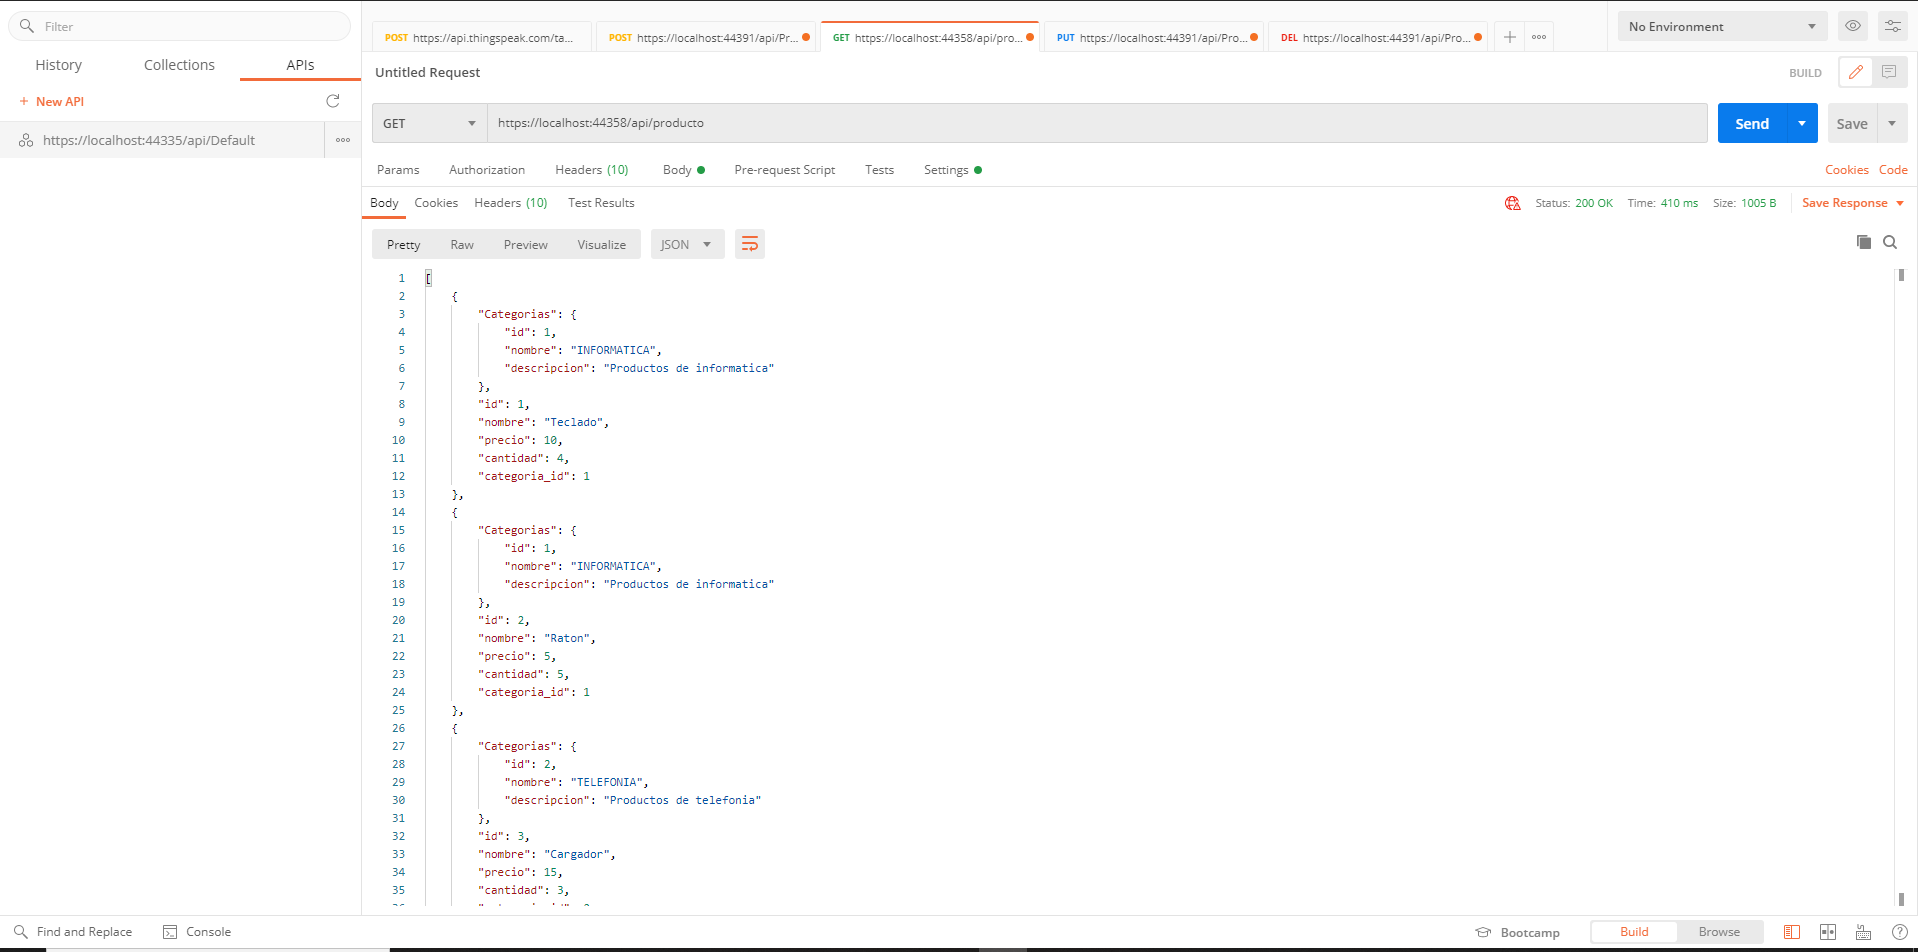 Filter
History Collections APIs
+ New API
https://localhost:44335/api/Default
POST https://api.thingspeak.com/ta...
POST https://localhost:44391/api/Pr...
GET https://localhost:44358/api/pro...
PUT https://localhost:44391/api/Pro...
DEL https://localhost:44391/api/Pro...
No Environment
Untitled Request
BUILD
GET https://localhost:44358/api/producto
Send Save
Params Authorization Headers (10) Body Pre-request Script Tests Settings
Cookies Code
Body Cookies Headers (10) Test Results
Status: 200 OK Time: 410 ms Size: 1005 B Save Response
Pretty Raw Preview Visualize JSON
1 [
2 {
3 "Categorias": {
4 "id": 1,
5 "nombre": "INFORMATICA",
6 "descripcion": "Productos de informatica"
7 },
8 "id": 1,
9 "nombre": "Teclado",
10 "precio": 10,
11 "cantidad": 4,
12 "categoria_id": 1
13 },
14 {
15 "Categorias": {
16 "id": 1,
17 "nombre": "INFORMATICA",
18 "descripcion": "Productos de informatica"
19 },
20 "id": 2,
21 "nombre": "Raton",
22 "precio": 5,
23 "cantidad": 5,
24 "categoria_id": 1
25 },
26 {
27 "Categorias": {
28 "id": 2,
29 "nombre": "TELEFONIA",
30 "descripcion": "Productos de telefonia"
31 },
32 "id": 3,
33 "nombre": "Cargador",
34 "precio": 15,
35 "cantidad": 3,
Find and Replace Console
Bootcamp Build Browse